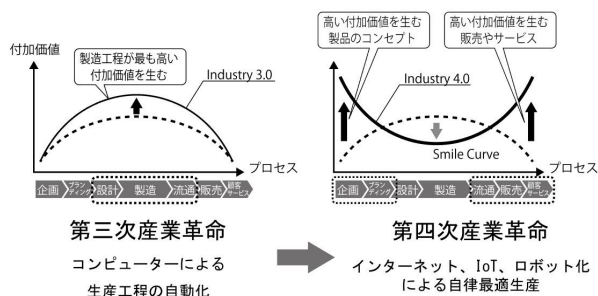 付加価値
製造工程が最も高い
付加価値を生む
Industry 3.0
プロセス
企画
ブランディング
設計
製造
流通
販売
顧客サービス
第三次産業革命
コンピューターによる
生産工程の自動化
高い付加価値を生む
製品のコンセプト
高い付加価値を生む
販売やサービス
Industry 4.0
Smile Curve
プロセス
企画
ブランディング
設計
製造
流通
販売
顧客サービス
第四次産業革命
インターネット、IoT、ロボット化
による自律最適生産